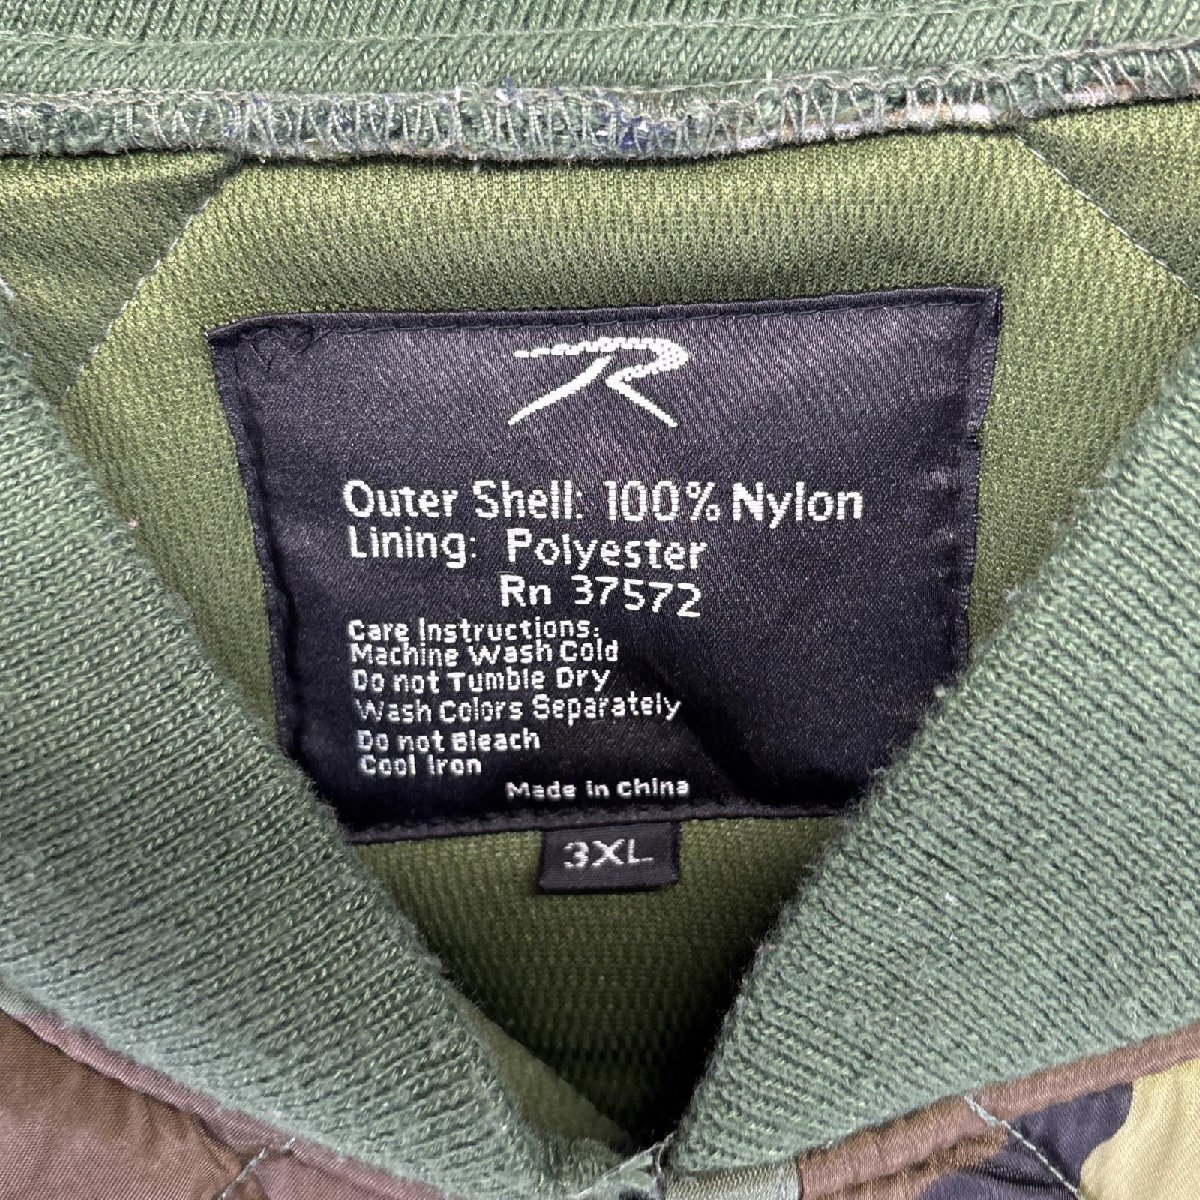 R
Outer Shell: 100% Nylon
Lining: Polyester
Rn 37572
Care Instructions:
Machine Wash Cold
Do not Tumble Dry
Wash Colors Separately
Do not Bleach
Cool Iron
Made in China
3XL